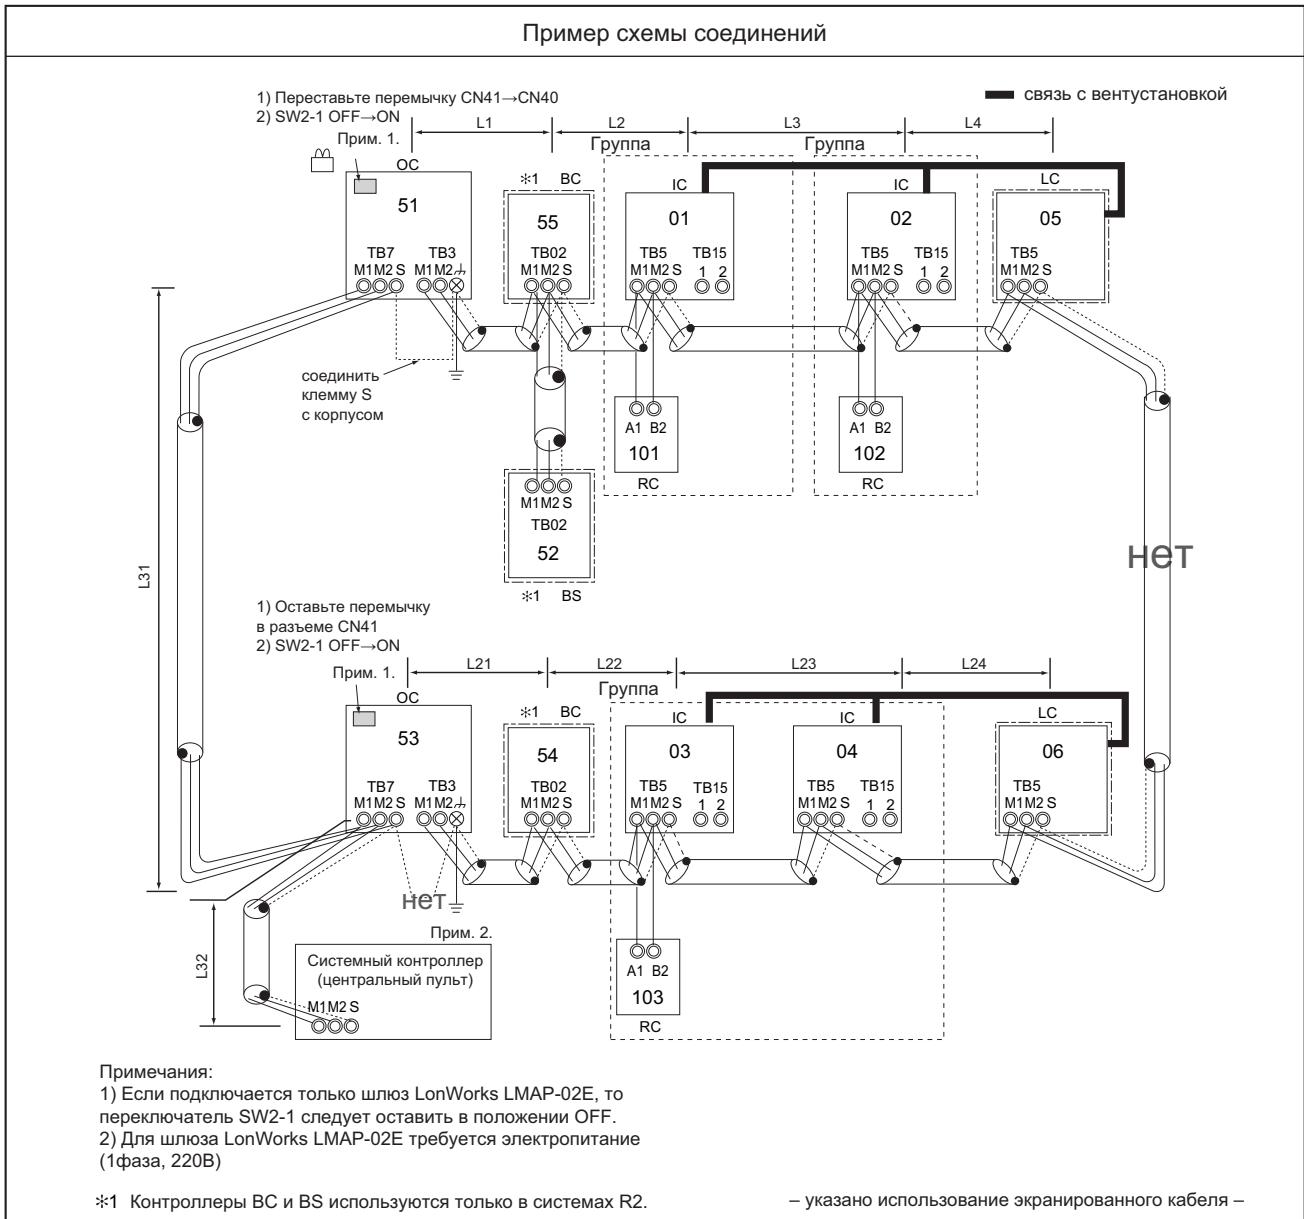 Пример схемы соединений
1) Переставьте перемычку CN41→CN40
2) SW2-1 OFF→ON
Прим. 1.
связь с вентустановкой
L1
L2
L3
L4
Группа
Группа
OC
51
TB7
TB3
M1 M2 S
M1 M2
✻1 BC
55
TB02
M1 M2 S
IC
01
TB5
TB15
M1 M2 S
1 2
IC
02
TB5
TB15
M1 M2 S
1 2
LC
05
TB5
M1 M2 S
соединить
клемму S
с корпусом
A1 B2
101
RC
A1 B2
102
RC
M1 M2 S
TB02
52
✻1 BS
L31
нет
1) Оставьте перемычку
в разъеме CN41
2) SW2-1 OFF→ON
Прим. 1.
L21
L22
L23
L24
Группа
OC
53
TB7
TB3
M1 M2 S
M1 M2
✻1 BC
54
TB02
M1 M2 S
IC
03
TB5
TB15
M1 M2 S
1 2
IC
04
TB5
TB15
M1 M2 S
1 2
LC
06
TB5
M1 M2 S
нет
Прим. 2.
L32
Системный контроллер
(центральный пульт)
M1 M2 S
A1 B2
103
RC
Примечания:
1) Если подключается только шлюз LonWorks LMAP-02E, то
переключатель SW2-1 следует оставить в положении OFF.
2) Для шлюза LonWorks LMAP-02E требуется электропитание
(1фаза, 220В)
✻1 Контроллеры BC и BS используются только в системах R2.
– указано использование экранированного кабеля –